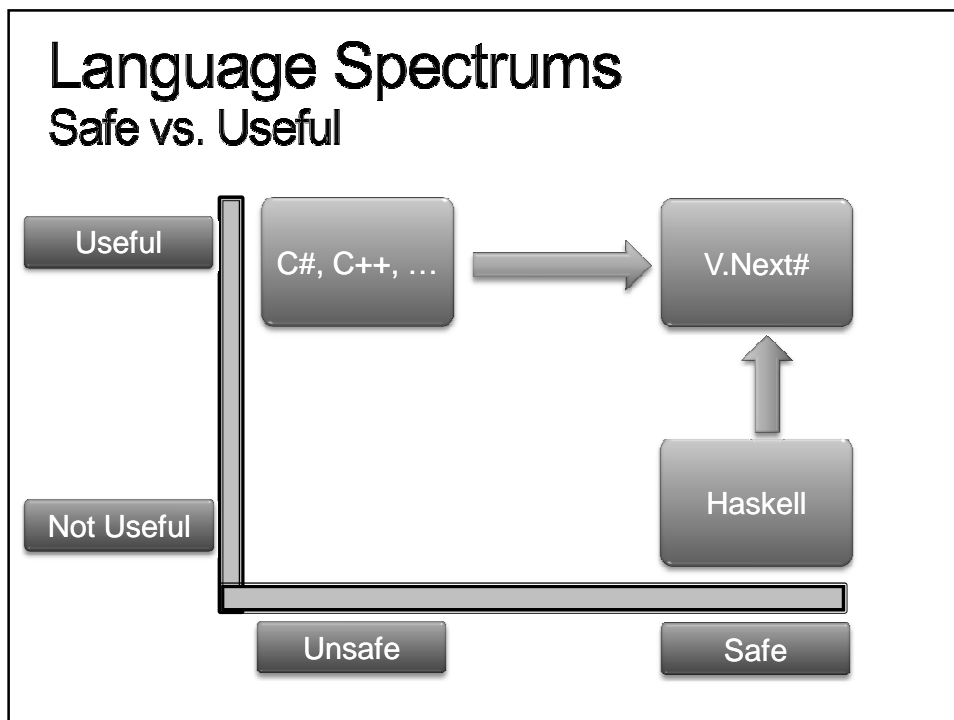 Language Spectrums
Safe vs. Useful
Useful
C#, C++, …
V.Next#
Not Useful
Haskell
Unsafe
Safe